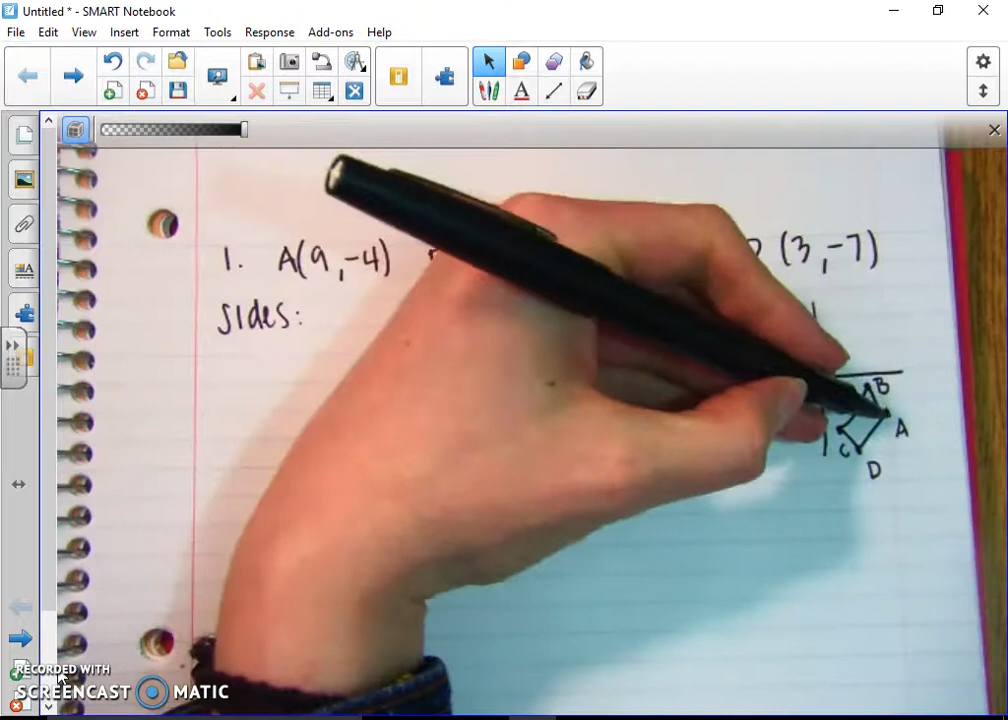 Untitled * - SMART Notebook
File Edit View Insert Format Tools Response Add-ons Help
1. A(9,-4) (3,-7)
sides:
B
A
C
D
RECORDED WITH
SCREENCAST MATIC